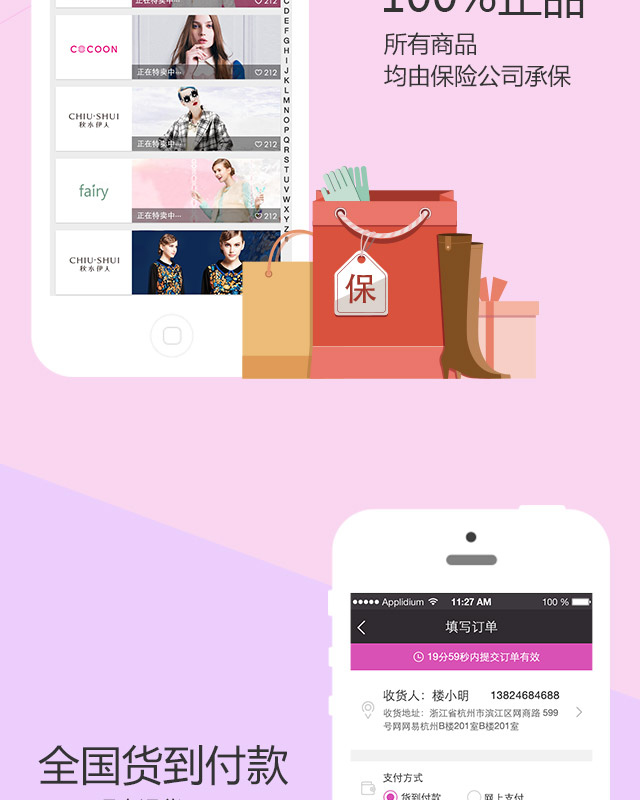 正在特卖中… 212
100%正品
所有商品
均由保险公司承保
COCOON
正在特卖中… 212
CHIU·SHUI
秋水伊人
正在特卖中… 212
fairy
正在特卖中… 212
CHIU·SHUI
秋水伊人
C
D
E
F
G
H
I
J
K
L
M
N
O
P
Q
R
S
T
U
V
W
X
Y
Z
#
保
Applidium 11:27 AM 100 %
填写订单
19分59秒内提交订单有效
收货人：楼小明 13824684688
收货地址：浙江省杭州市滨江区网商路 599
号网网易杭州B楼201室B楼201室
全国货到付款
支付方式
货到付款 网上支付